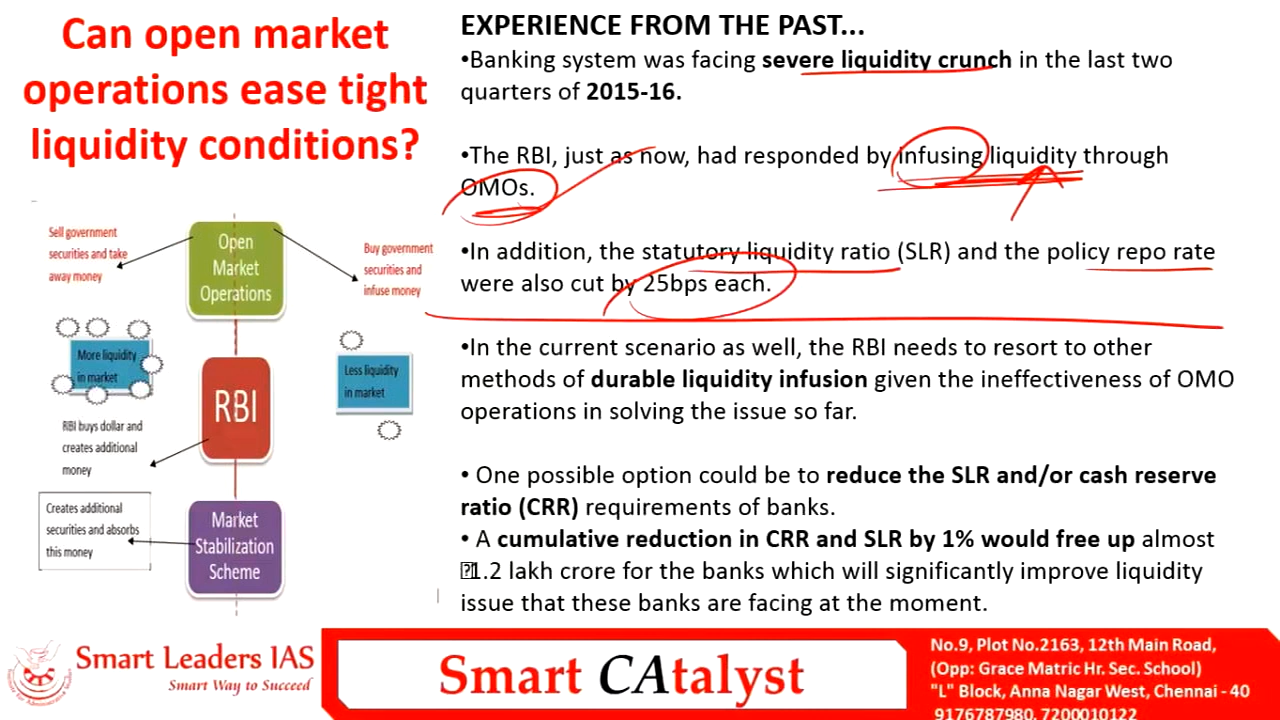 Can open market
operations ease tight
liquidity conditions?
EXPERIENCE FROM THE PAST...
•Banking system was facing severe liquidity crunch in the last two
quarters of 2015-16.
•The RBI, just as now, had responded by infusing liquidity through
OMOs.
•In addition, the statutory liquidity ratio (SLR) and the policy repo rate
were also cut by 25bps each.
•In the current scenario as well, the RBI needs to resort to other
methods of durable liquidity infusion given the ineffectiveness of OMO
operations in solving the issue so far.
• One possible option could be to reduce the SLR and/or cash reserve
ratio (CRR) requirements of banks.
• A cumulative reduction in CRR and SLR by 1% would free up almost
1.2 lakh crore for the banks which will significantly improve liquidity
issue that these banks are facing at the moment.
Sell government
securities and take
away money
Open
Market
Operations
Buy government
securities and
infuse money
More liquidity
in market
RBI
Less liquidity
in market
RBI buys dollar and
creates additional
money
Creates additional
securities and absorbs
this money
Market
Stabilization
Scheme
Smart Leaders IAS
Smart Way to Succeed
Smart CAtalyst
No.9, Plot No.2163, 12th Main Road,
(Opp: Grace Matric Hr. Sec. School)
"L" Block, Anna Nagar West, Chennai - 40
9176787980, 7200010122